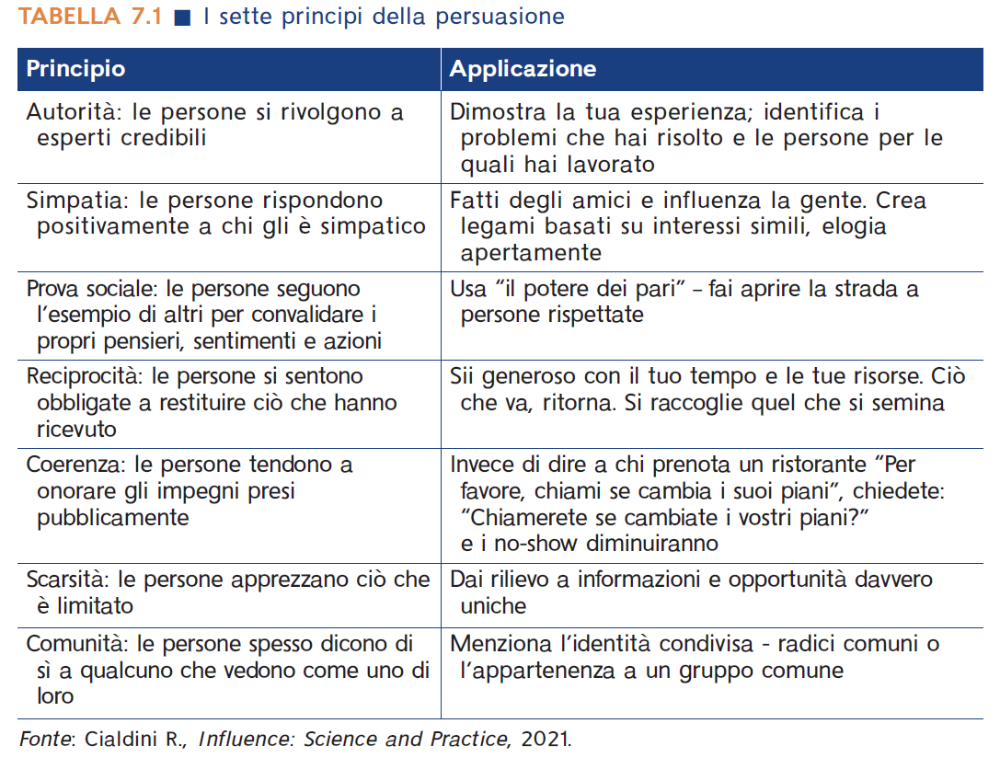 TABELLA 7.1 ■ I sette principi della persuasione
Principio
Applicazione
Autorità: le persone si rivolgono a
esperti credibili
Dimostra la tua esperienza; identifica i
problemi che hai risolto e le persone per le
quali hai lavorato
Simpatia: le persone rispondono
positivamente a chi gli è simpatico
Fatti degli amici e influenza la gente. Crea
legami basati su interessi simili, elogia
apertamente
Prova sociale: le persone seguono
l’esempio di altri per convalidare i
propri pensieri, sentimenti e azioni
Usa “il potere dei pari” – fai aprire la strada a
persone rispettate
Reciprocità: le persone si sentono
obbligate a restituire ciò che hanno
ricevuto
Sii generoso con il tuo tempo e le tue risorse. Ciò
che va, ritorna. Si raccoglie quel che si semina
Coerenza: le persone tendono a
onorare gli impegni presi
pubblicamente
Invece di dire a chi prenota un ristorante “Per
favore, chiami se cambia i suoi piani”, chiedete:
“Chiamerete se cambiate i vostri piani?”
e i no-show diminuiranno
Scarsità: le persone apprezzano ciò che
è limitato
Dai rilievo a informazioni e opportunità davvero
uniche
Comunità: le persone spesso dicono di
sì a qualcuno che vedono come uno di
loro
Menziona l’identità condivisa - radici comuni o
l’appartenenza a un gruppo comune
Fonte: Cialdini R., Influence: Science and Practice, 2021.